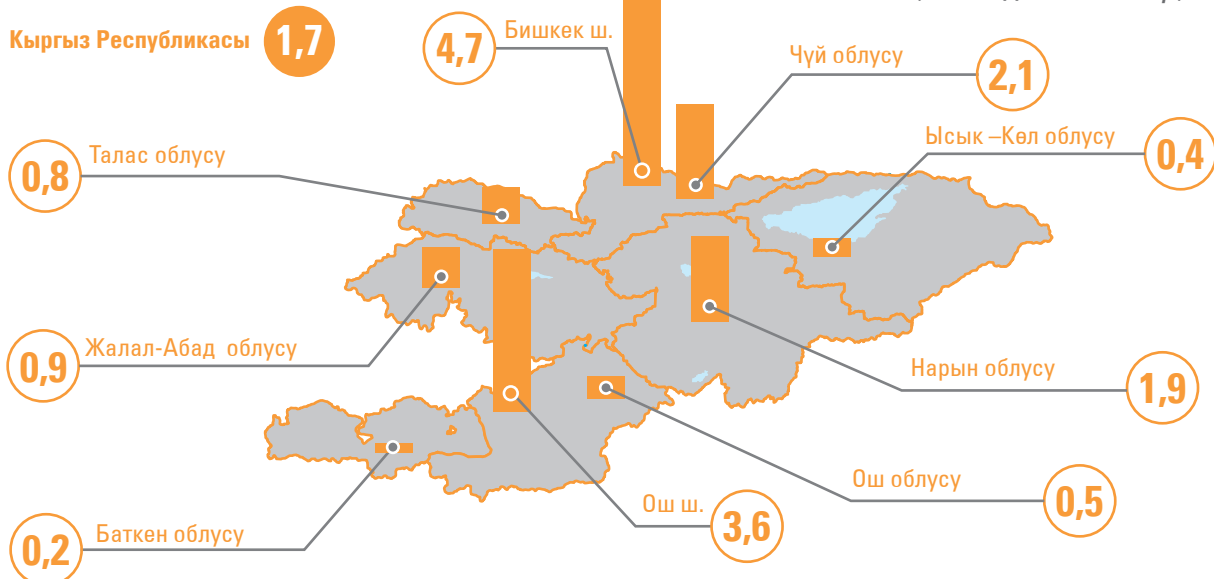 Кыргыз Республикасы 1,7
4,7 Бишкек ш.
Чүй облусу 2,1
Ысык –Көл облусу 0,4
Талас облусу 0,8
Жалал-Абад облусу 0,9
Нарын облусу 1,9
Ош облусу 0,5
Ош ш. 3,6
Баткен облусу 0,2